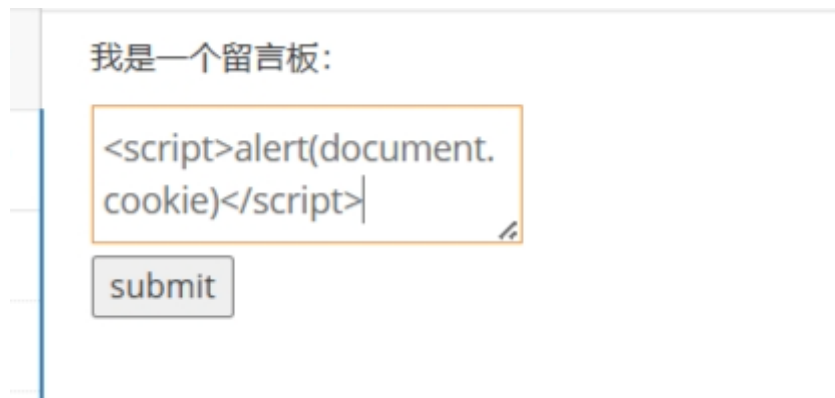 我是一个留言板：
<script>alert(document.
cookie)</script>
submit